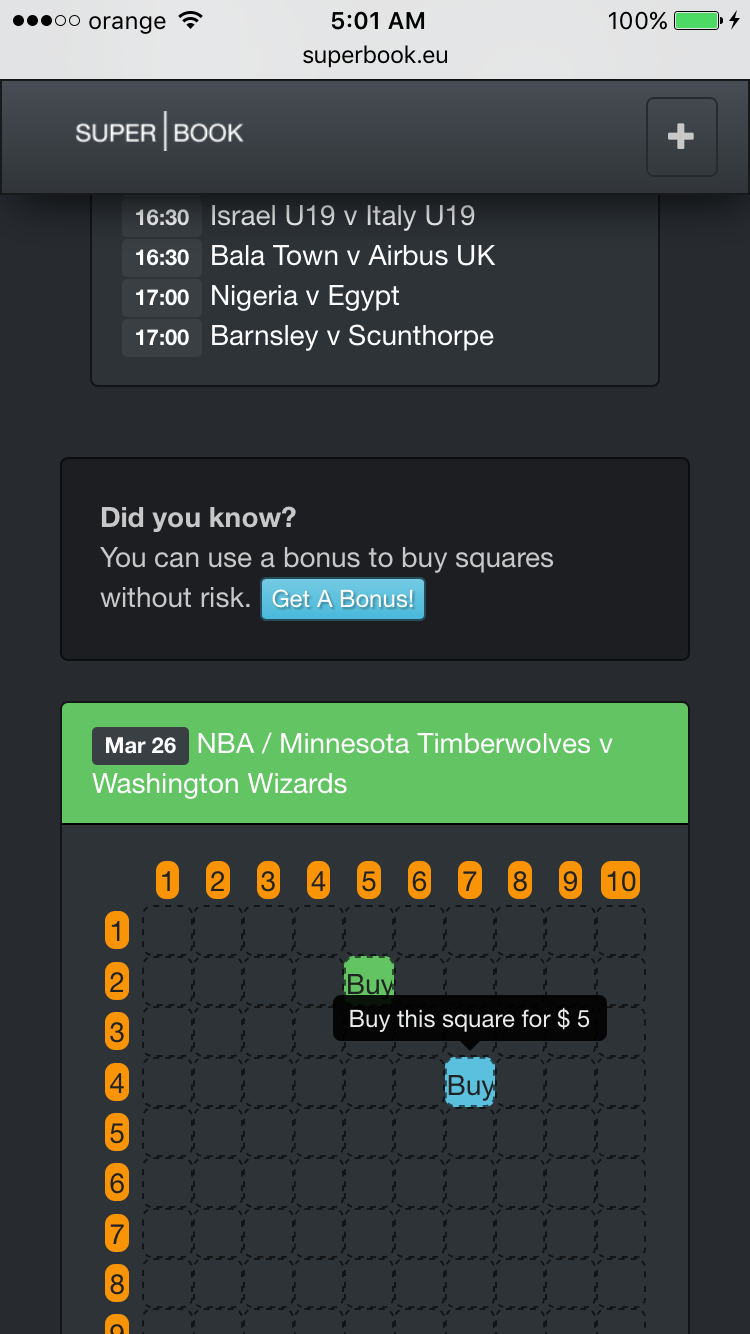 orange 5:01 AM 100%
superbook.eu
SUPER|BOOK
16:30 Israel U19 v Italy U19
16:30 Bala Town v Airbus UK
17:00 Nigeria v Egypt
17:00 Barnsley v Scunthorpe
Did you know?
You can use a bonus to buy squares
without risk. Get A Bonus!
Mar 26 NBA / Minnesota Timberwolves v
Washington Wizards
1 2 3 4 5 6 7 8 9 10
1
2 Buy
Buy this square for $ 5
3
4 Buy
5
6
7
8
9